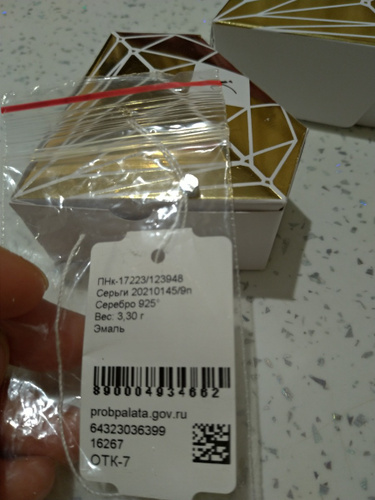 ПНк-17223/123948
Серьги 20210145/9п
Серебро 925°
Вес: 3,30 г
Эмаль
890004934662
probpalata.gov.ru
64323036399
16267
ОТК-7